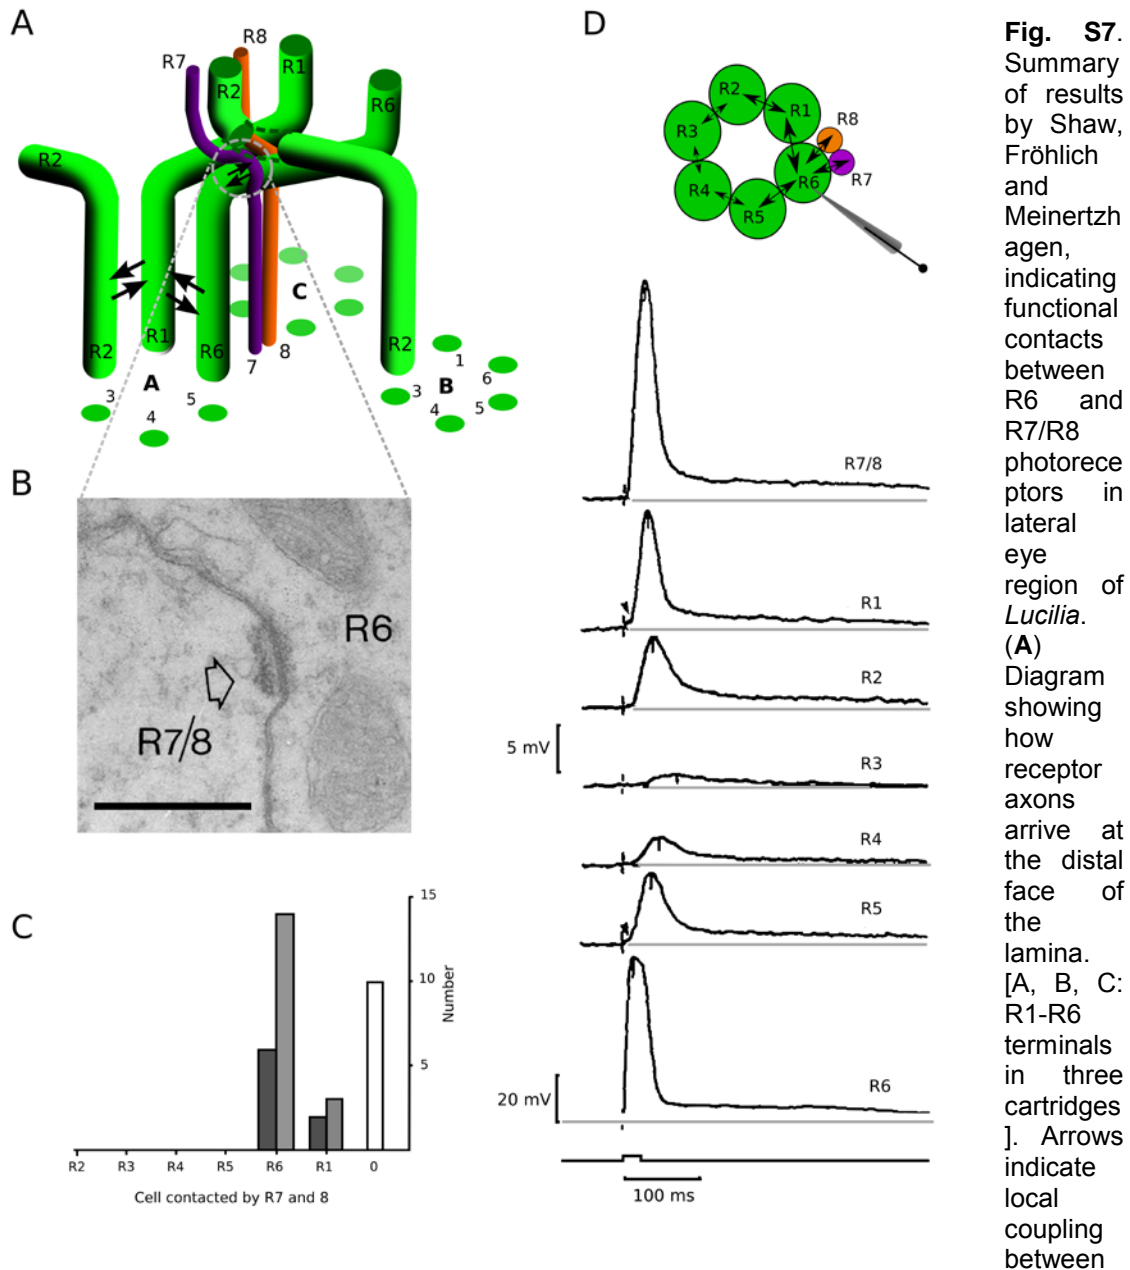 A
R7
R8
R2
R1
R6
R2
R2
R1
R6
7
8
R2
C
A
B
3
4
5
3
4
1
6
5
B
R6
R7/8
C
15
10
5
Number
R2 R3 R4 R5 R6 R1 0
Cell contacted by R7 and 8
D
R2
R1
R3
R8
R7
R6
R4
R5
R7/8
R1
R2
5 mV
R3
R4
R5
R6
20 mV
100 ms
Fig. S7.
Summary
of results
by Shaw,
Fröhlich
and
Meinertzh
agen,
indicating
functional
contacts
between
R6 and
R7/R8
photorece
ptors in
lateral
eye
region of
Lucilia.
(A)
Diagram
showing
how
receptor
axons
arrive at
the distal
face of
the
lamina.
[A, B, C:
R1-R6
terminals
in three
cartridges
]. Arrows
indicate
local
coupling
between